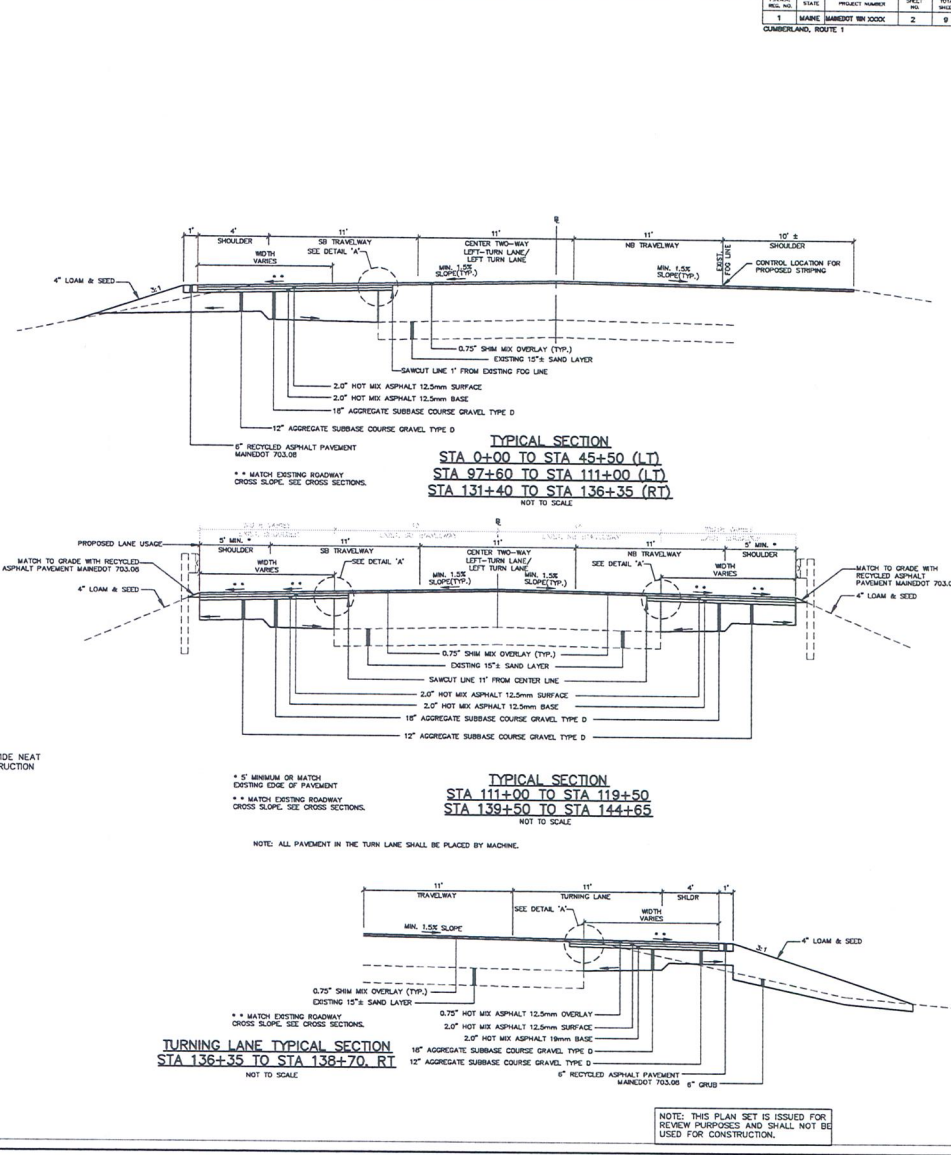 REG. NO.
STATE
PROJECT NUMBER
SHEET NO.
1
MAINE
MAINEDOT WIN XXXX
2
9
CUMBERLAND, ROUTE 1
1'
4'
SHOULDER
11'
SB TRAVELWAY
11'
CENTER TWO-WAY
LEFT-TURN LANE/
LEFT TURN LANE
11'
NB TRAVELWAY
10' ±
SHOULDER
WIDTH
VARIES
SEE DETAIL 'A'
MIN. 1.5%
SLOPE(TYP.)
MIN. 1.5%
SLOPE(TYP.)
EXIST.
FOG LINE
CONTROL LOCATION FOR
PROPOSED STRIPING
4" LOAM & SEED
3:1
* *
0.75" SHIM MIX OVERLAY (TYP.)
EXISTING 15"± SAND LAYER
SAWCUT LINE 1' FROM EXISTING FOG LINE
2.0" HOT MIX ASPHALT 12.5mm SURFACE
2.0" HOT MIX ASPHALT 12.5mm BASE
18" AGGREGATE SUBBASE COURSE GRAVEL TYPE D
12" AGGREGATE SUBBASE COURSE GRAVEL TYPE D
6" RECYCLED ASPHALT PAVEMENT
MAINEDOT 703.08
* * MATCH EXISTING ROADWAY
CROSS SLOPE. SEE CROSS SECTIONS.
TYPICAL SECTION
STA 0+00 TO STA 45+50 (LT)
STA 97+60 TO STA 111+00 (LT)
STA 131+40 TO STA 136+35 (RT)
NOT TO SCALE
PROPOSED LANE USAGE
5' MIN. *
SHOULDER
11'
SB TRAVELWAY
11'
CENTER TWO-WAY
LEFT-TURN LANE/
LEFT TURN LANE
11'
NB TRAVELWAY
5' MIN. *
SHOULDER
MATCH TO GRADE WITH RECYCLED
ASPHALT PAVEMENT MAINEDOT 703.08
WIDTH
VARIES
SEE DETAIL 'A'
MIN. 1.5%
SLOPE(TYP.)
MIN. 1.5%
SLOPE(TYP.)
SEE DETAIL 'A'
WIDTH
VARIES
MATCH TO GRADE WITH
RECYCLED ASPHALT
PAVEMENT MAINEDOT 703.0
4" LOAM & SEED
* *
* *
* *
* *
4" LOAM & SEED
0.75" SHIM MIX OVERLAY (TYP.)
EXISTING 15"± SAND LAYER
SAWCUT LINE 11' FROM CENTER LINE
2.0" HOT MIX ASPHALT 12.5mm SURFACE
2.0" HOT MIX ASPHALT 12.5mm BASE
18" AGGREGATE SUBBASE COURSE GRAVEL TYPE D
12" AGGREGATE SUBBASE COURSE GRAVEL TYPE D
IDE NEAT
RUCTION
* 5' MINIMUM OR MATCH
EXISTING EDGE OF PAVEMENT
* * MATCH EXISTING ROADWAY
CROSS SLOPE. SEE CROSS SECTIONS.
TYPICAL SECTION
STA 111+00 TO STA 119+50
STA 139+50 TO STA 144+65
NOT TO SCALE
NOTE: ALL PAVEMENT IN THE TURN LANE SHALL BE PLACED BY MACHINE.
11'
TRAVELWAY
11'
TURNING LANE
4'
SHLDR
1'
SEE DETAIL 'A'
WIDTH
VARIES
MIN. 1.5% SLOPE
* *
3:1
4" LOAM & SEED
0.75" SHIM MIX OVERLAY (TYP.)
EXISTING 15"± SAND LAYER
* * MATCH EXISTING ROADWAY
CROSS SLOPE. SEE CROSS SECTIONS.
0.75" HOT MIX ASPHALT 12.5mm OVERLAY
2.0" HOT MIX ASPHALT 12.5mm SURFACE
2.0" HOT MIX ASPHALT 19mm BASE
18" AGGREGATE SUBBASE COURSE GRAVEL TYPE D
12" AGGREGATE SUBBASE COURSE GRAVEL TYPE D
6" RECYCLED ASPHALT PAVEMENT
MAINEDOT 703.08
6" GRUB
TURNING LANE TYPICAL SECTION
STA 136+35 TO STA 138+70, RT
NOT TO SCALE
NOTE: THIS PLAN SET IS ISSUED FOR
REVIEW PURPOSES AND SHALL NOT BE
USED FOR CONSTRUCTION.